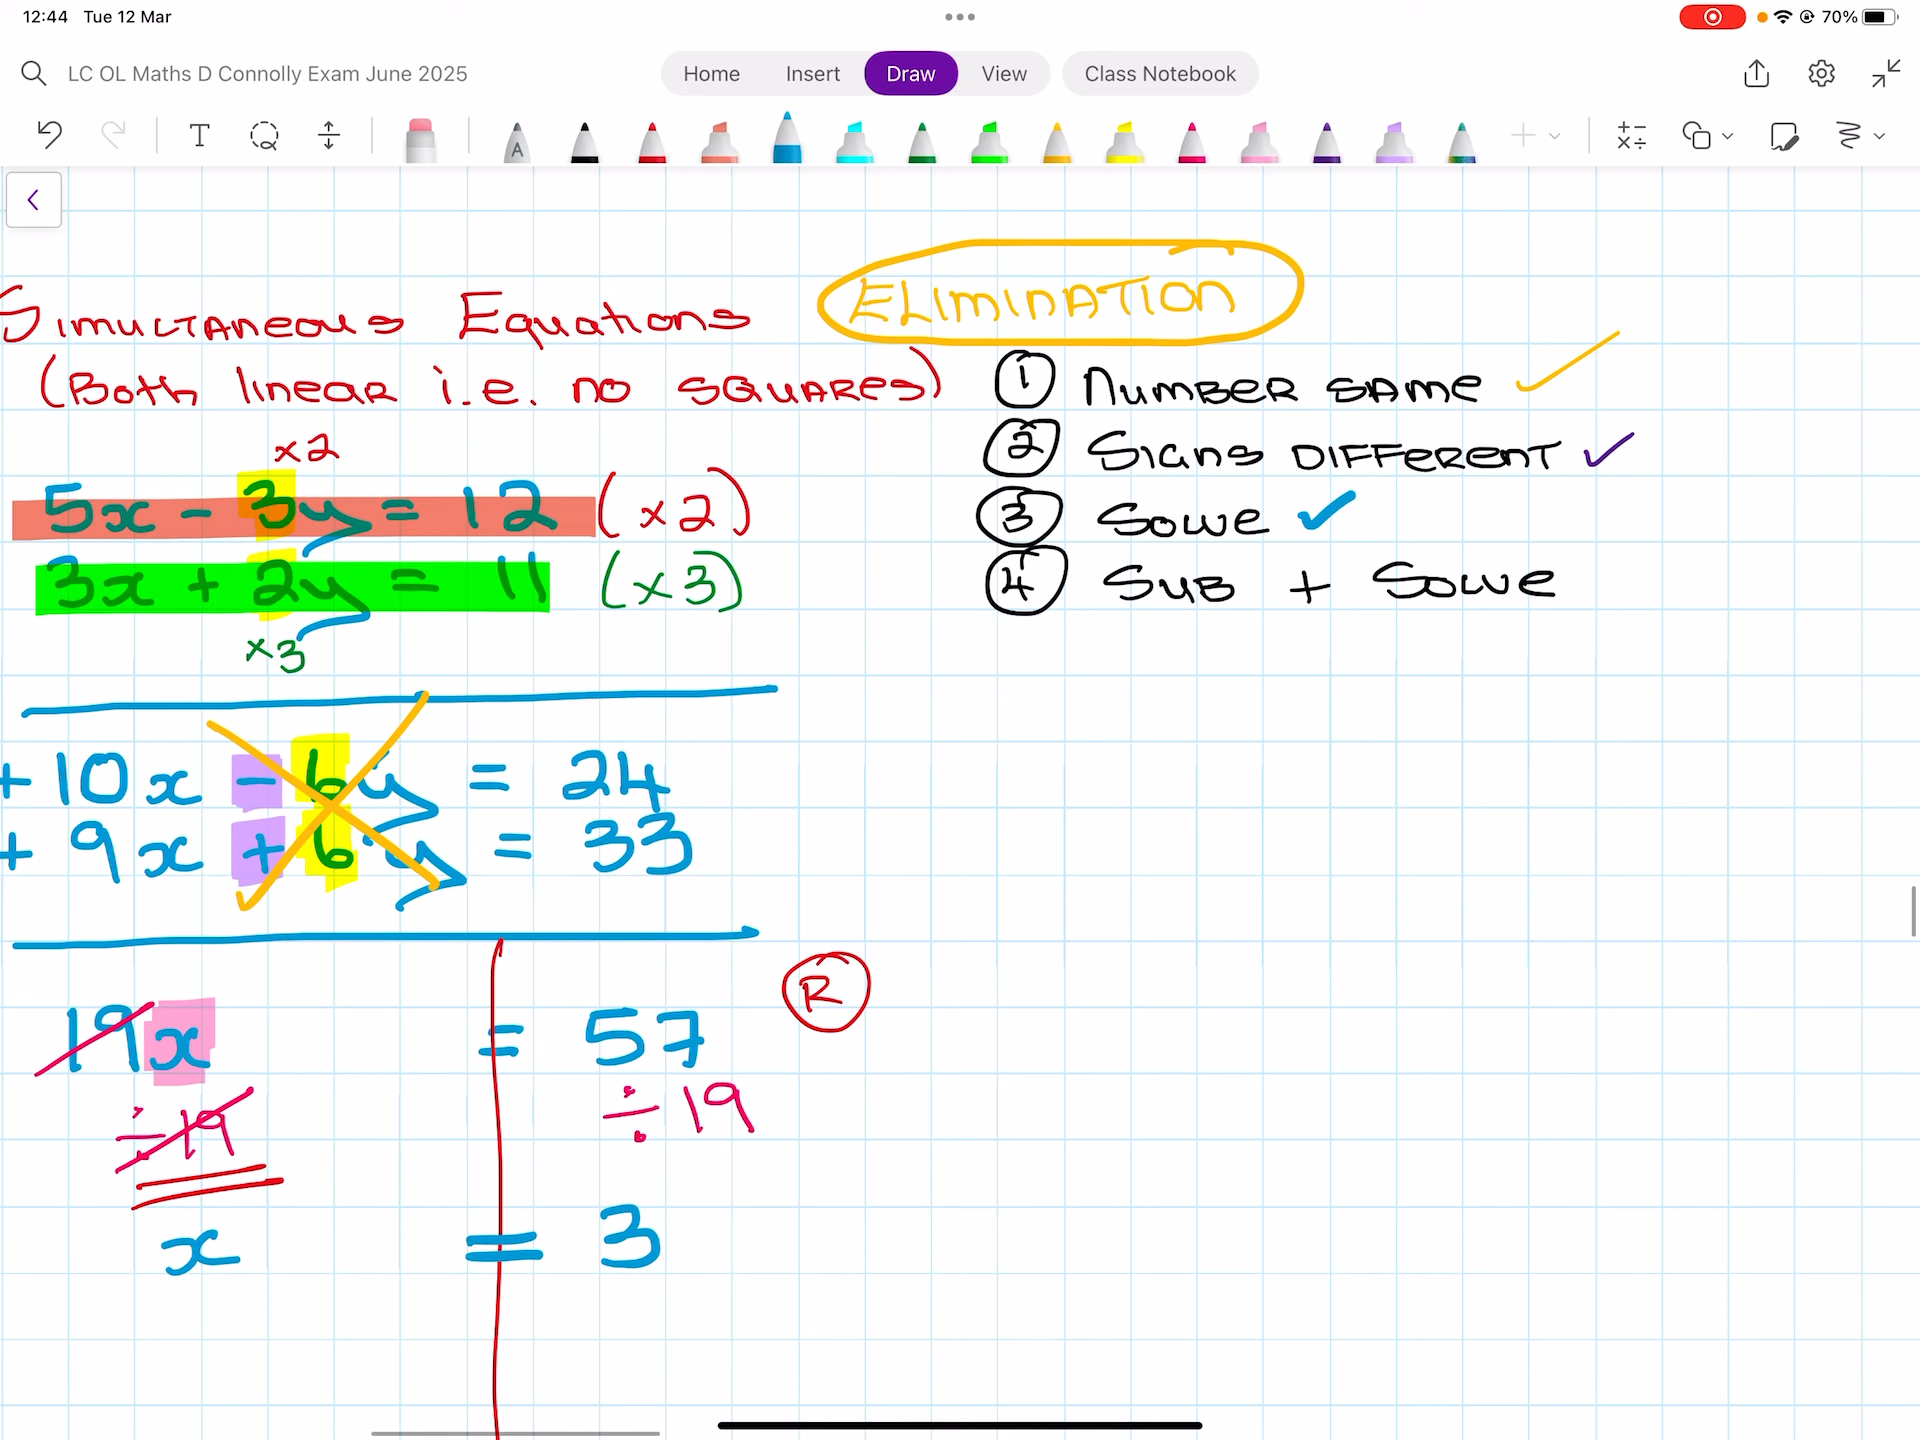 12:44 Tue 12 Mar
70%
LC OL Maths D Connolly Exam June 2025
Home Insert Draw View Class Notebook
T A
ELIMINATION
Simultaneous Equations
(Both linear i.e. no squares)
① Number same ✓
② Signs Different ✓
③ Solve ✓
④ Sub + Solve
×2
5x - 3y = 12 (×2)
3x + 2y = 11 (×3)
×3
+ 10x - 6y = 24
+ 9x + 6y = 33
R
19x = 57
÷19 ÷19
x = 3